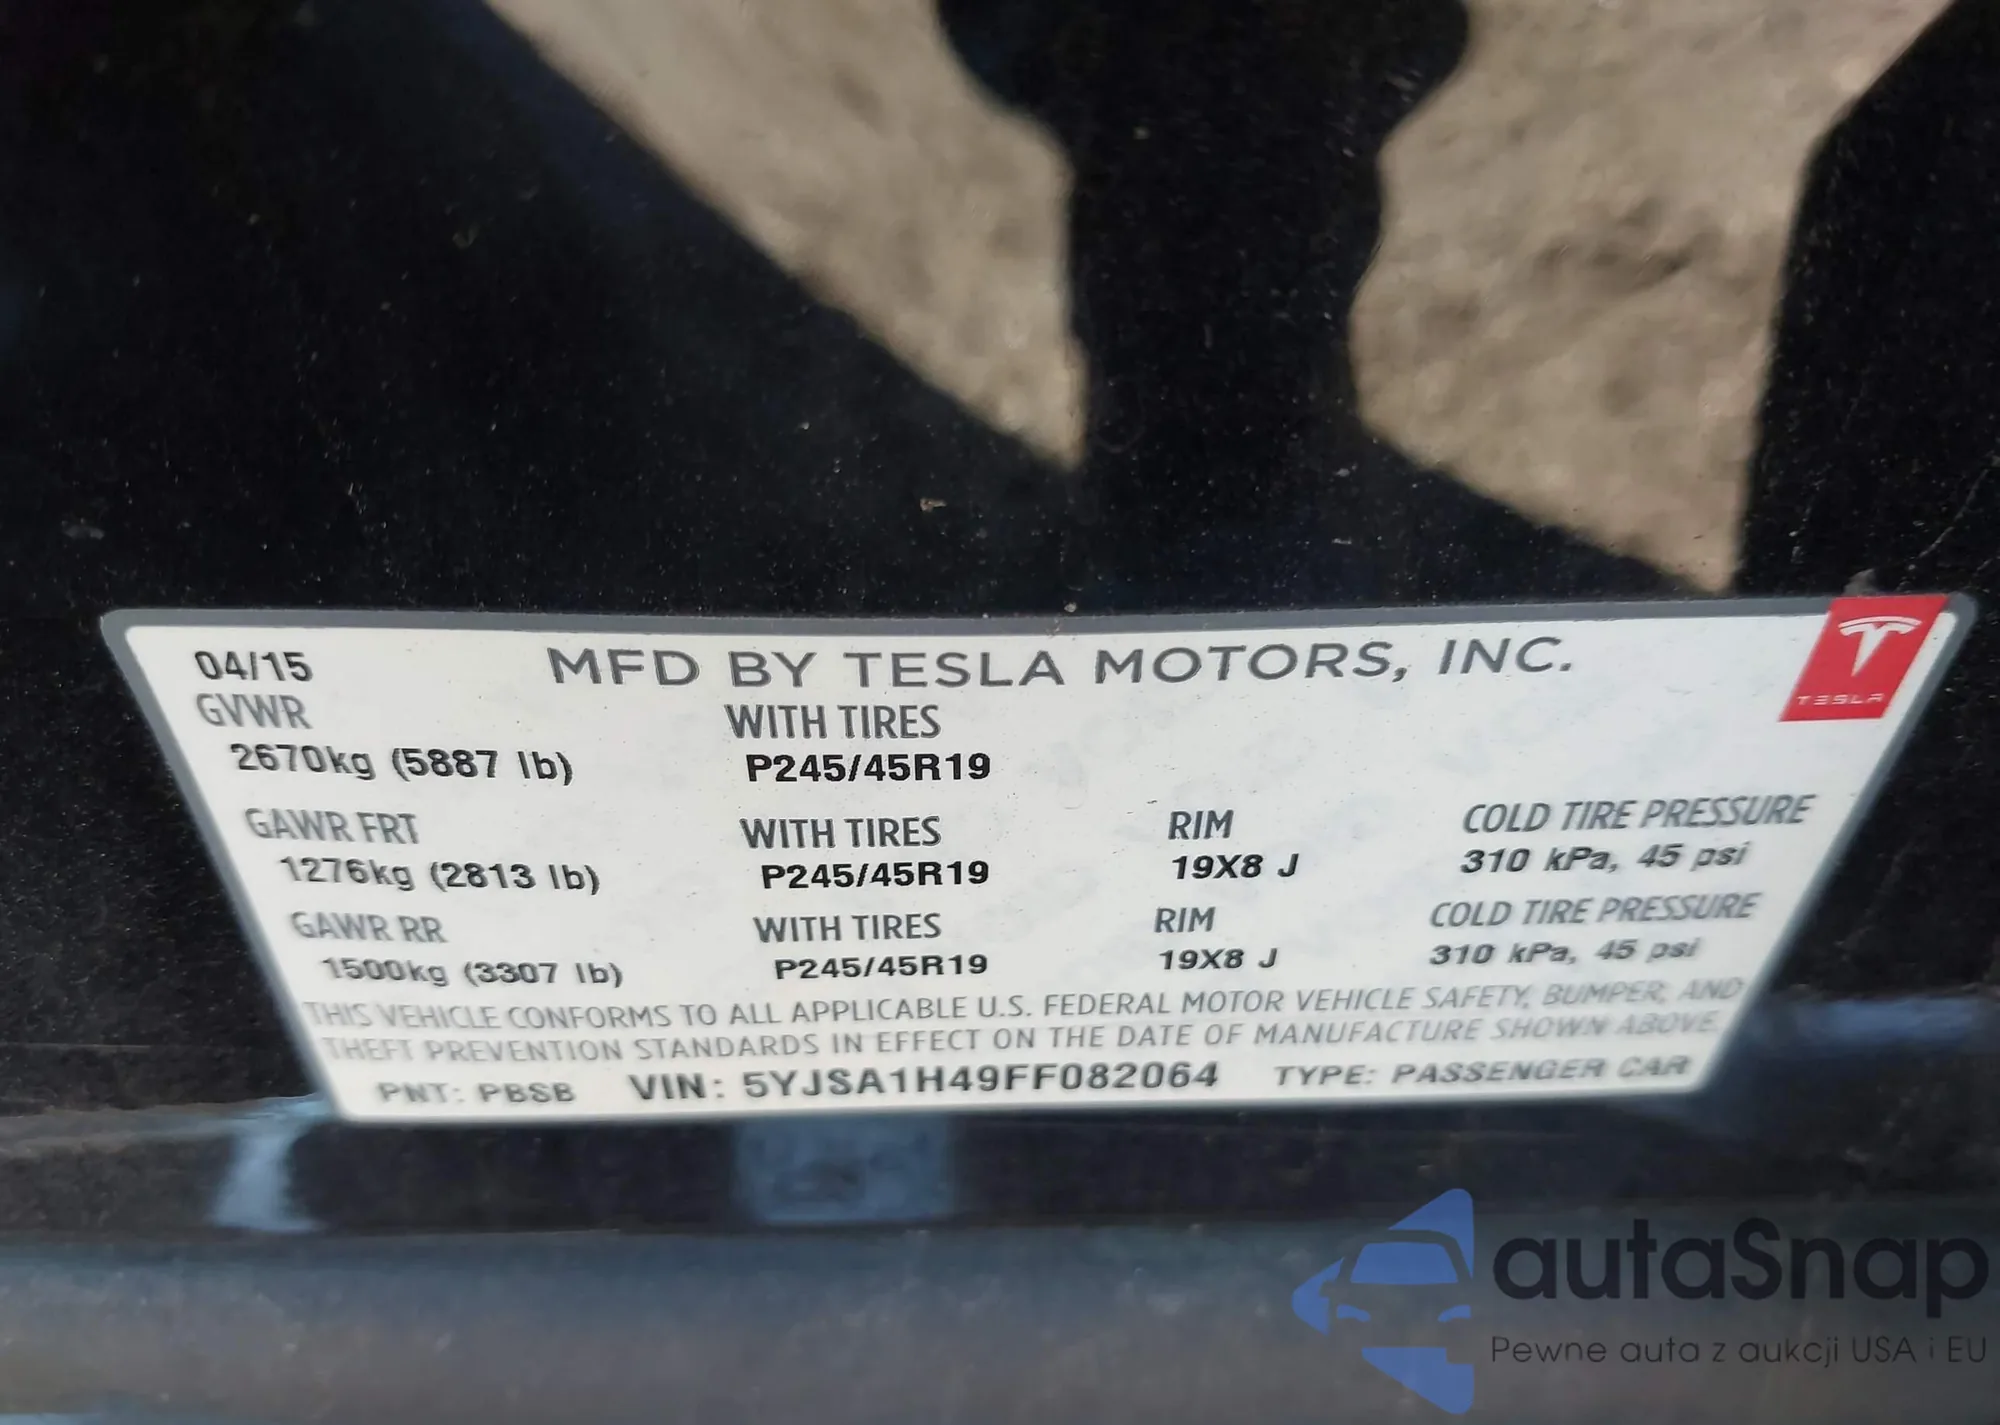 04/15 MFD BY TESLA MOTORS, INC.
TESLA
GVWR WITH TIRES
2670kg (5887 lb) P245/45R19
GAWR FRT WITH TIRES RIM COLD TIRE PRESSURE
1276kg (2813 lb) P245/45R19 19X8 J 310 kPa, 45 psi
GAWR RR WITH TIRES RIM COLD TIRE PRESSURE
1500kg (3307 lb) P245/45R19 19X8 J 310 kPa, 45 psi
THIS VEHICLE CONFORMS TO ALL APPLICABLE U.S. FEDERAL MOTOR VEHICLE SAFETY, BUMPER, AND
THEFT PREVENTION STANDARDS IN EFFECT ON THE DATE OF MANUFACTURE SHOWN ABOVE.
PNT: PBSB VIN: 5YJSA1H49FF082064 TYPE: PASSENGER CAR
autaSnap
Pewne auta z aukcji USA i EU